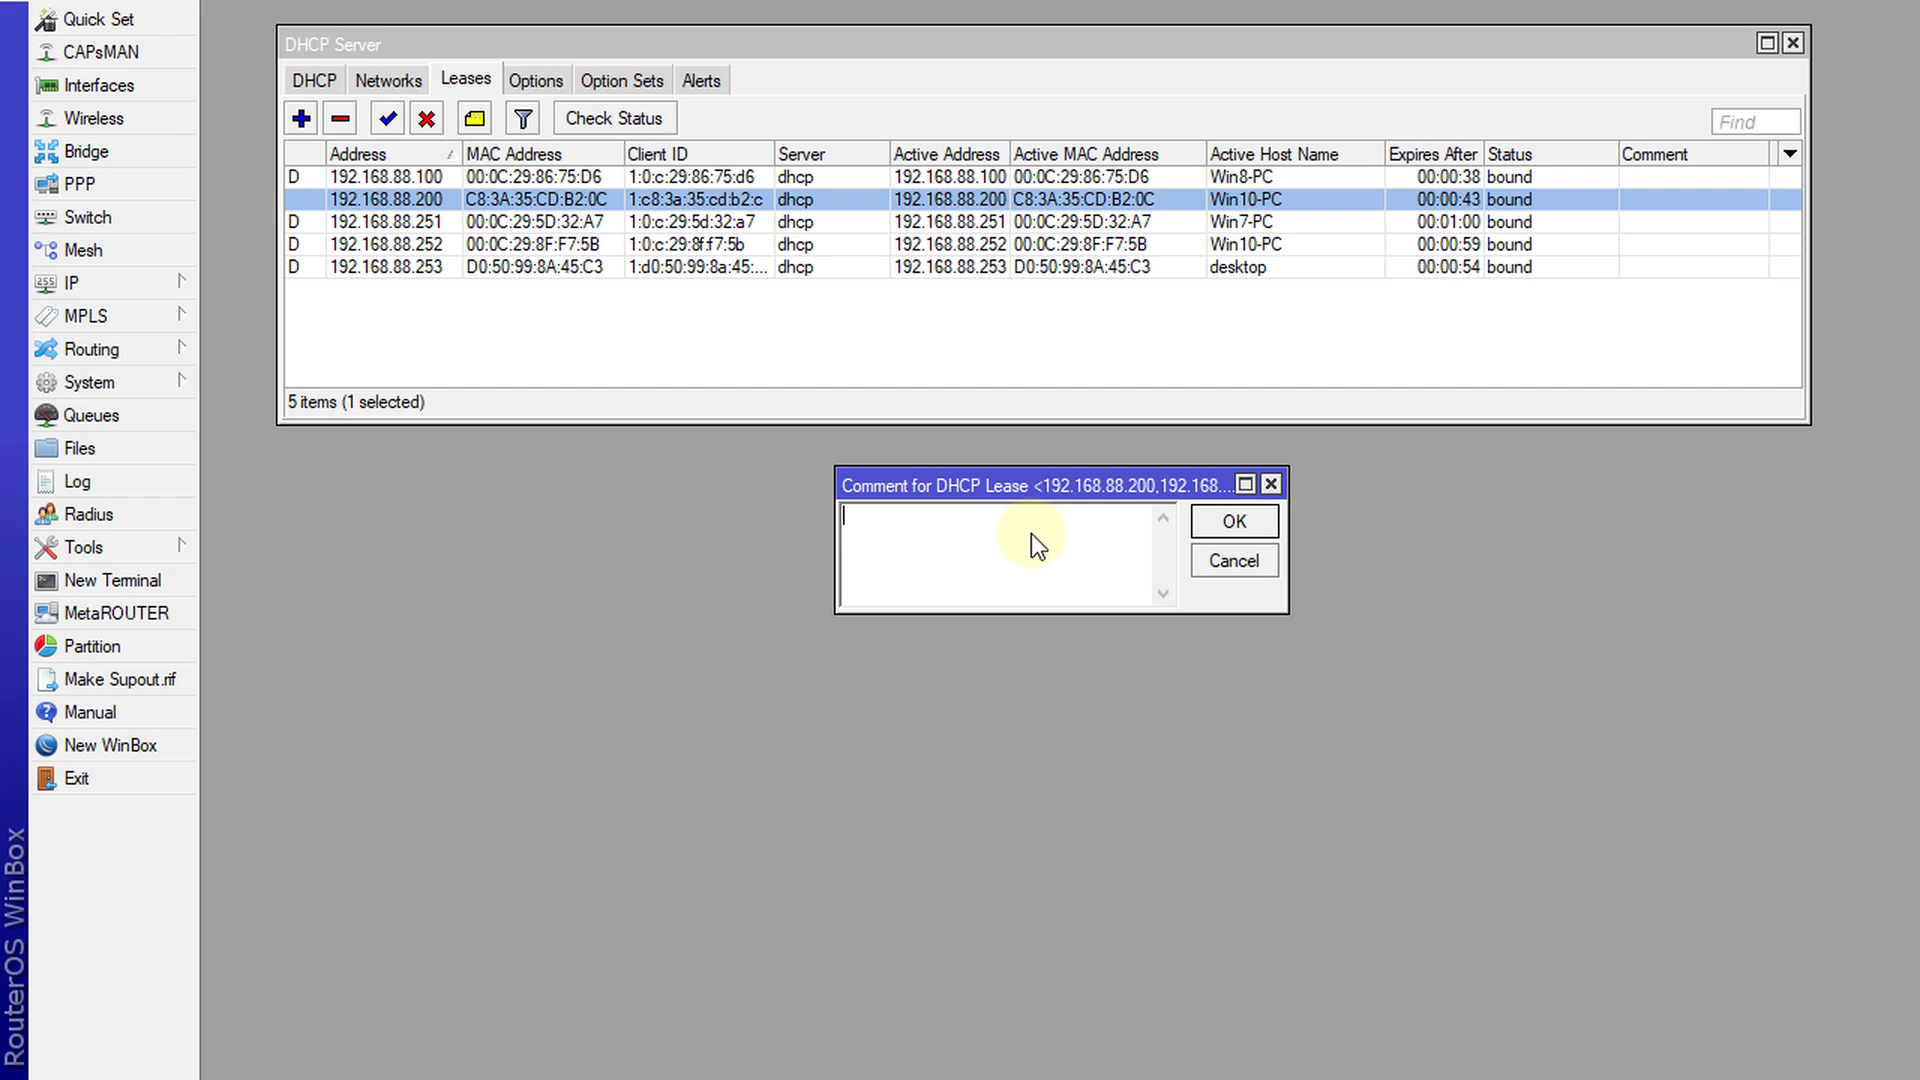 Quick Set
CAPsMAN
Interfaces
Wireless
Bridge
PPP
Switch
Mesh
255 IP
MPLS
Routing
System
Queues
Files
Log
Radius
Tools
New Terminal
MetaROUTER
Partition
Make Supout.rif
Manual
New WinBox
Exit
RouterOS WinBox
DHCP Server
DHCP Networks Leases Options Option Sets Alerts
Check Status Find
Address MAC Address Client ID Server Active Address Active MAC Address Active Host Name Expires After Status Comment
D 192.168.88.100 00:0C:29:86:75:D6 1:0:c:29:86:75:d6 dhcp 192.168.88.100 00:0C:29:86:75:D6 Win8-PC 00:00:38 bound
192.168.88.200 C8:3A:35:CD:B2:0C 1:c8:3a:35:cd:b2:c dhcp 192.168.88.200 C8:3A:35:CD:B2:0C Win10-PC 00:00:43 bound
D 192.168.88.251 00:0C:29:5D:32:A7 1:0:c:29:5d:32:a7 dhcp 192.168.88.251 00:0C:29:5D:32:A7 Win7-PC 00:01:00 bound
D 192.168.88.252 00:0C:29:8F:F7:5B 1:0:c:29:8f:f7:5b dhcp 192.168.88.252 00:0C:29:8F:F7:5B Win10-PC 00:00:59 bound
D 192.168.88.253 D0:50:99:8A:45:C3 1:d0:50:99:8a:45:... dhcp 192.168.88.253 D0:50:99:8A:45:C3 desktop 00:00:54 bound
5 items (1 selected)
Comment for DHCP Lease <192.168.88.200,192.168....
OK
Cancel